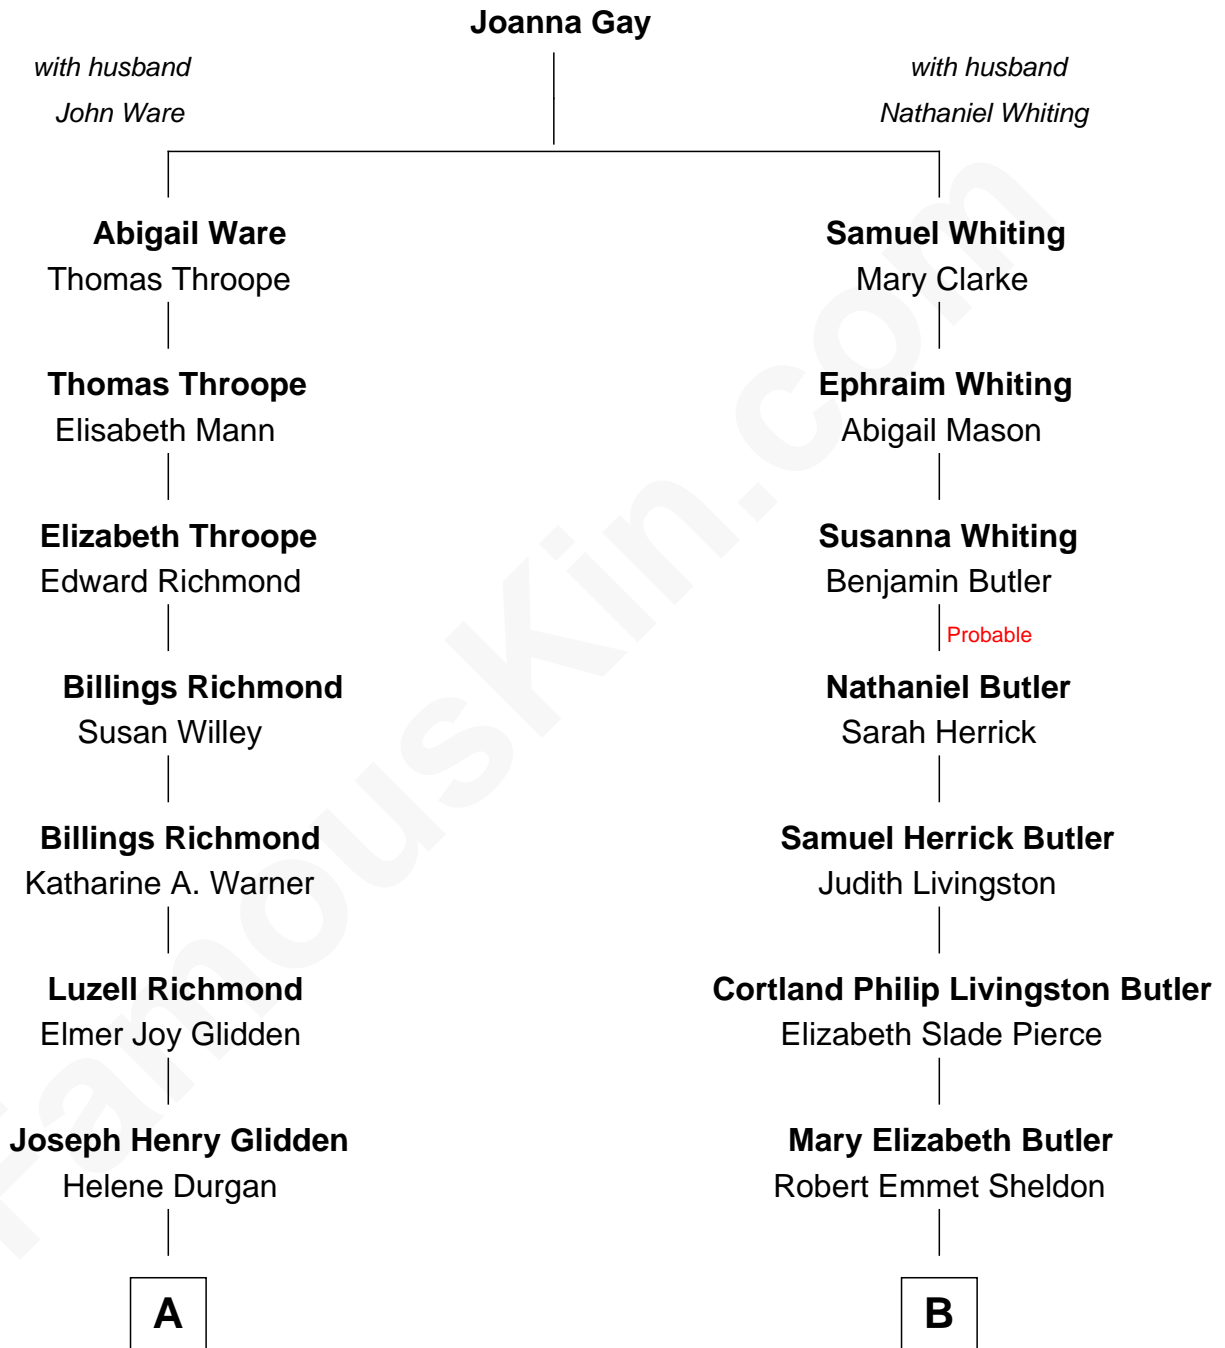 Joanna Gay
with husband
John Ware
with husband
Nathaniel Whiting
Abigail Ware
Thomas Throope
Samuel Whiting
Mary Clarke
Thomas Throope
Elisabeth Mann
Ephraim Whiting
Abigail Mason
Elizabeth Throope
Edward Richmond
Susanna Whiting
Benjamin Butler
Probable
Billings Richmond
Susan Willey
Nathaniel Butler
Sarah Herrick
Billings Richmond
Katharine A. Warner
Samuel Herrick Butler
Judith Livingston
Luzell Richmond
Elmer Joy Glidden
Cortland Philip Livingston Butler
Elizabeth Slade Pierce
Joseph Henry Glidden
Helene Durgan
Mary Elizabeth Butler
Robert Emmet Sheldon
A
B
FamousKin.com